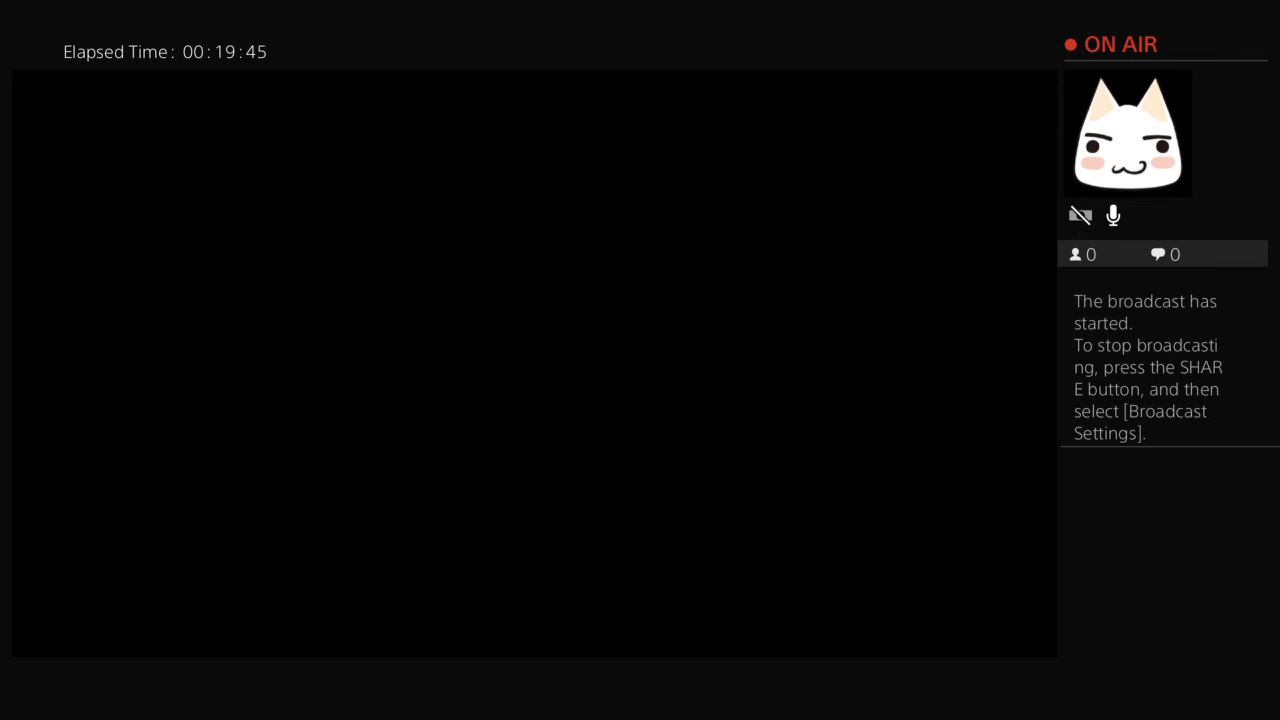 Elapsed Time: 00:19:45
ON AIR
0 0
The broadcast has
started.
To stop broadcasti
ng, press the SHAR
E button, and then
select [Broadcast
Settings].